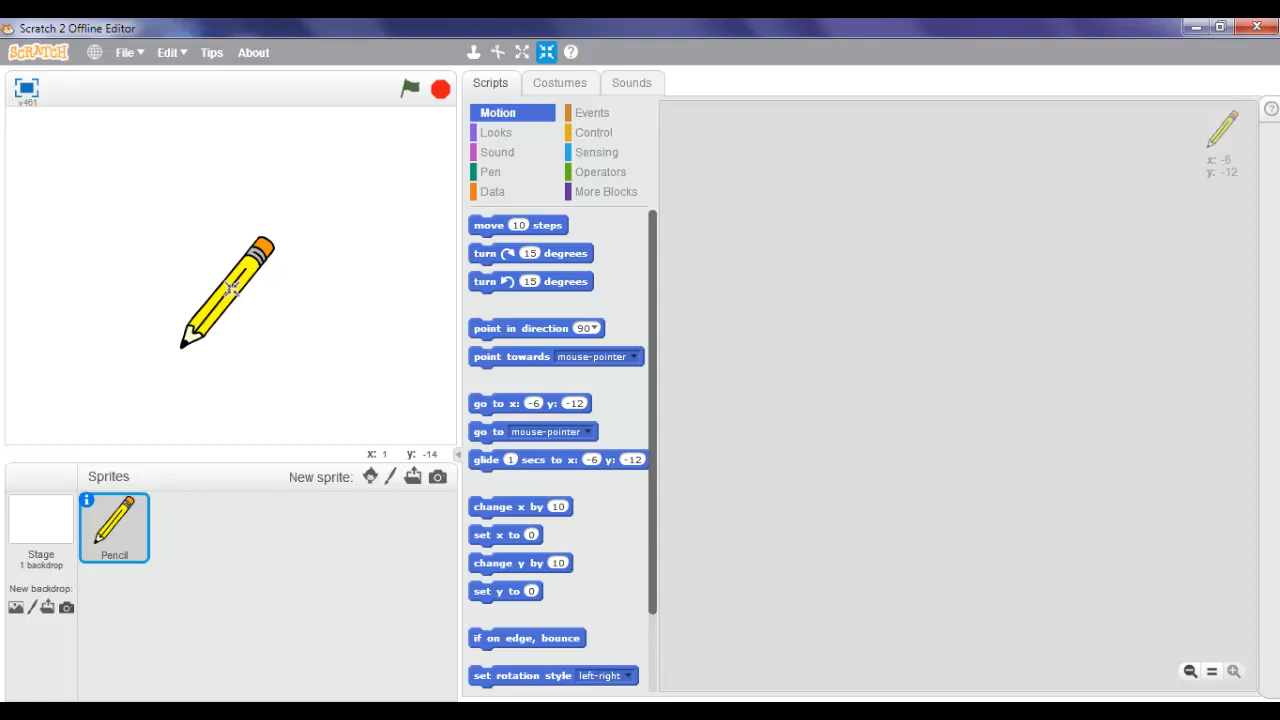 Scratch 2 Offline Editor
SCRATCH File Edit Tips About
v461
Scripts Costumes Sounds
Motion Events
Looks Control
Sound Sensing
Pen Operators
Data More Blocks
x: -6
y: -12
move 10 steps
turn 15 degrees
turn 15 degrees
point in direction 90
point towards mouse-pointer
go to x: -6 y: -12
go to mouse-pointer
glide 1 secs to x: -6 y: -12
change x by 10
set x to 0
change y by 10
set y to 0
if on edge, bounce
set rotation style left-right
x: 1 y: -14
Sprites New sprite:
Pencil
Stage
1 backdrop
New backdrop: